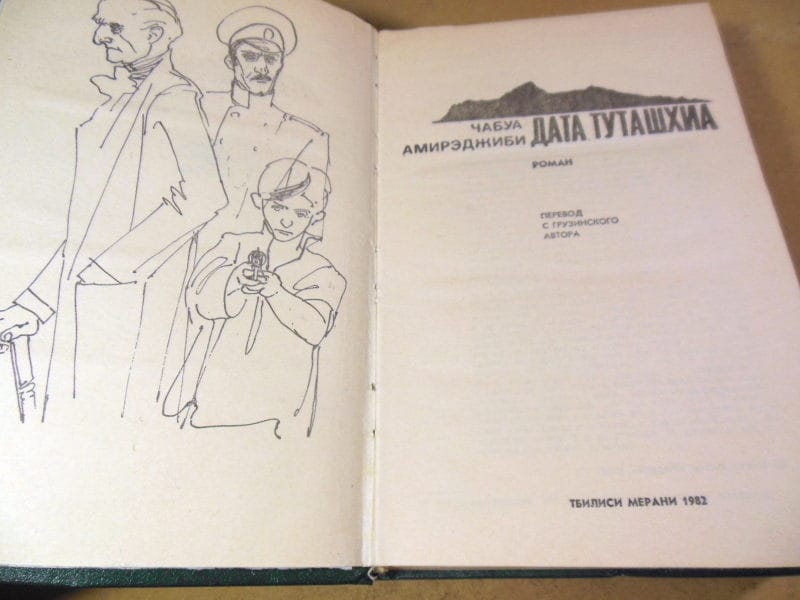 ЧАБУА
АМИРЭДЖИБИ ДАТА ТУТАШХИА
РОМАН
ПЕРЕВОД
С ГРУЗИНСКОГО
АВТОРА
ТБИЛИСИ МЕРАНИ 1982